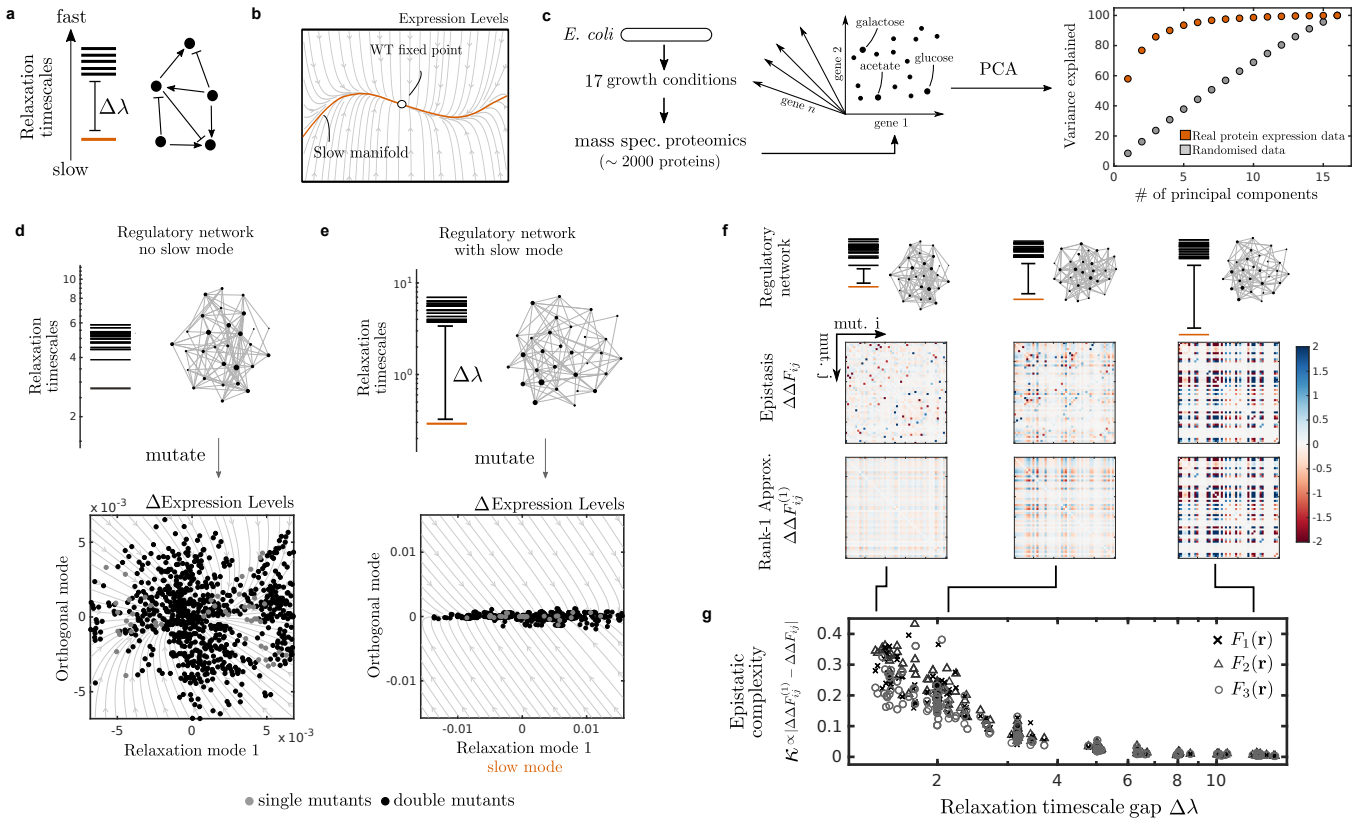 a
fast
Relaxation
timescales
Δλ
slow
b
Expression Levels
WT fixed point
Slow manifold
c
E. coli
17 growth conditions
mass spec. proteomics
(∼ 2000 proteins)
galactose
acetate
glucose
gene 2
gene n
gene 1
PCA
Variance explained
100
80
60
40
20
0
Real protein expression data
Randomised data
0
5
10
15
# of principal components
d
Regulatory network
no slow mode
Relaxation
timescales
10
8
6
4
2
mutate
ΔExpression Levels
x 10⁻³
Orthogonal mode
5
0
-5
-5
0
5
x 10⁻³
Relaxation mode 1
e
Regulatory network
with slow mode
Relaxation
timescales
10¹
10⁰
Δλ
mutate
ΔExpression Levels
Orthogonal mode
0.01
0
-0.01
-0.01
0
0.01
Relaxation mode 1
slow mode
single mutants
double mutants
f
Regulatory
network
mut. i
mut. j
Epistasis
ΔΔF_ij
Rank-1 Approx.
ΔΔF_ij^(1)
2
1.5
1
0.5
0
-0.5
-1
-1.5
-2
g
Epistatic
complexity
κ ∝ |ΔΔF_ij^(1) − ΔΔF_ij|
0.4
0.3
0.2
0.1
0
F₁(r)
F₂(r)
F₃(r)
2
4
6
8
10
Relaxation timescale gap Δλ